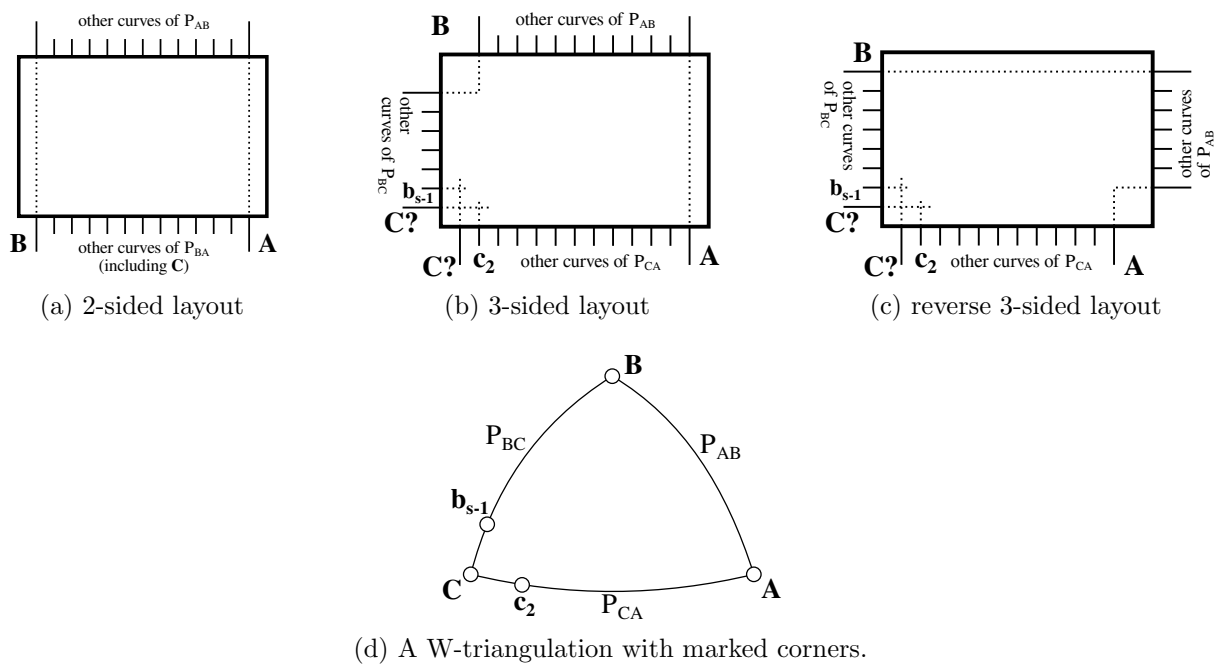 other curves of P_AB
B
other curves of P_BA
(including C)
A
(a) 2-sided layout
B
other curves of P_AB
other
curves of P_BC
b_s-1
C?
C?
c_2
other curves of P_CA
A
(b) 3-sided layout
B
other curves
of P_BC
other curves
of P_AB
b_s-1
C?
c_2
other curves of P_CA
A
(c) reverse 3-sided layout
B
P_BC
P_AB
b_s-1
C
c_2
P_CA
A
(d) A W-triangulation with marked corners.